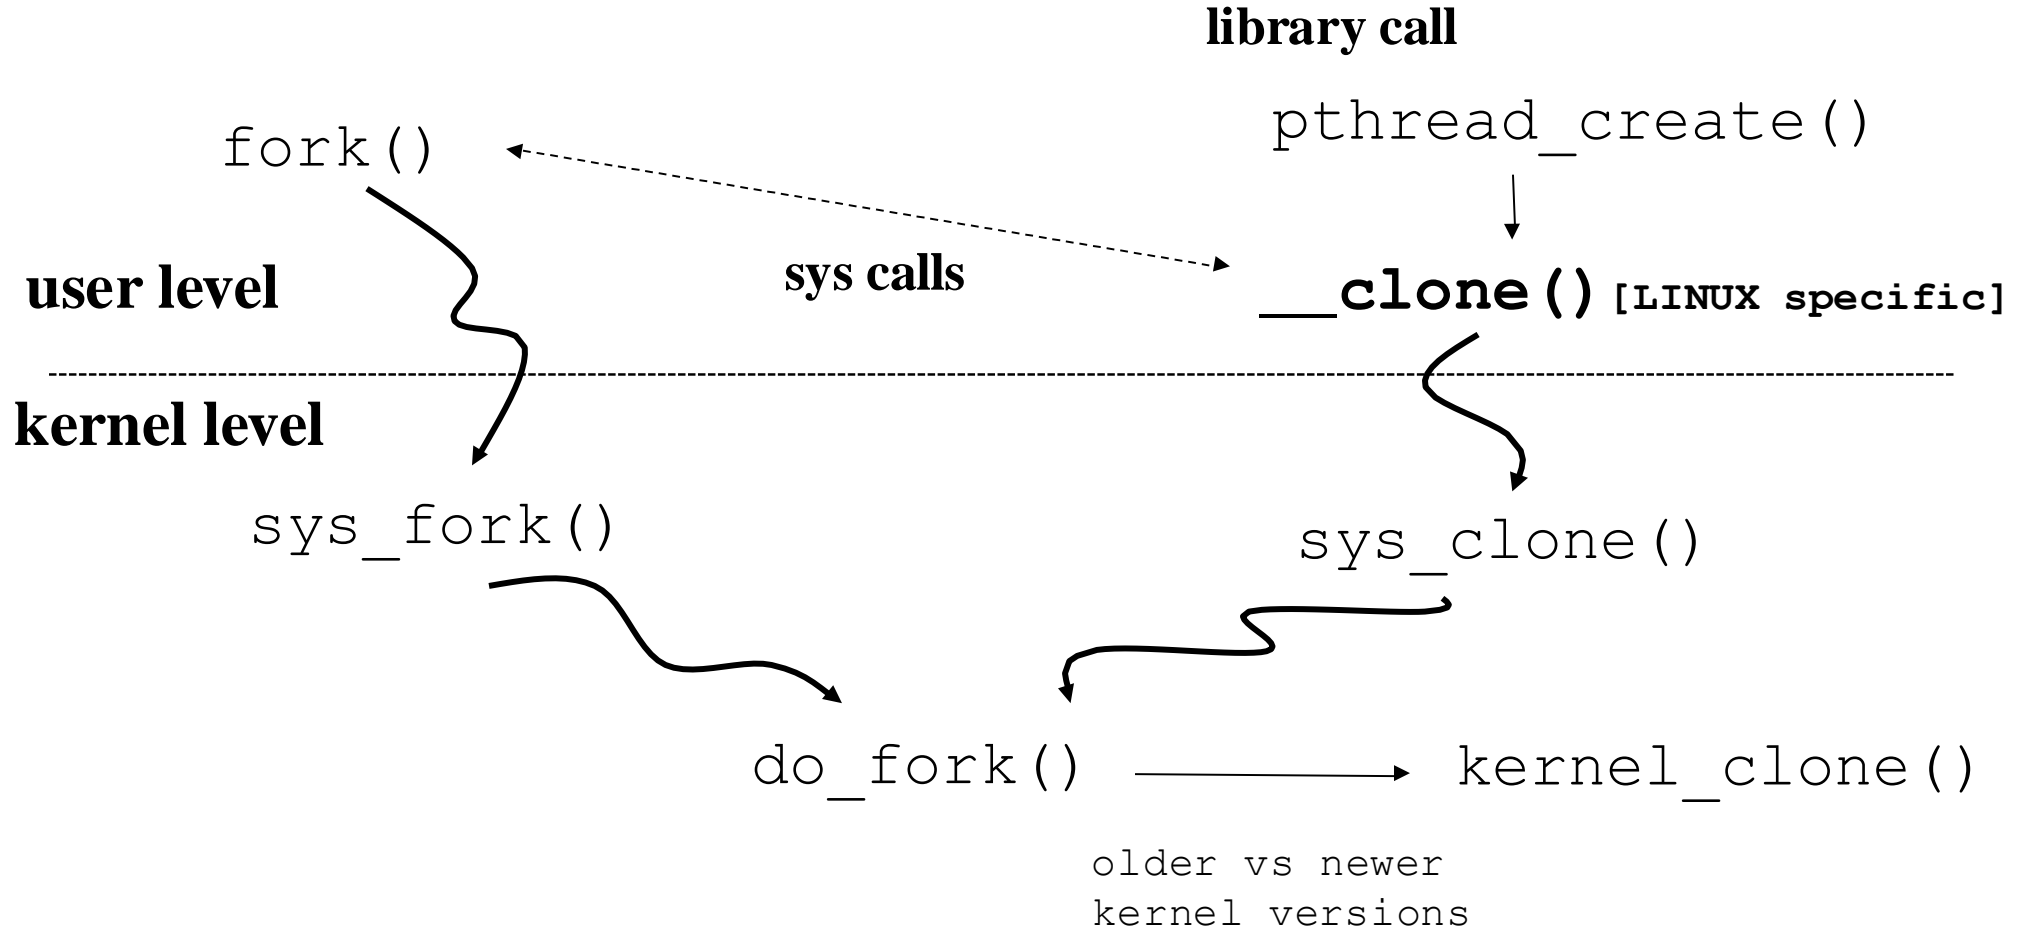 library call
pthread_create()
fork()
sys calls
user level
__clone() [LINUX specific]
kernel level
sys_fork()
sys_clone()
do_fork()
kernel_clone()
older vs newer
kernel versions